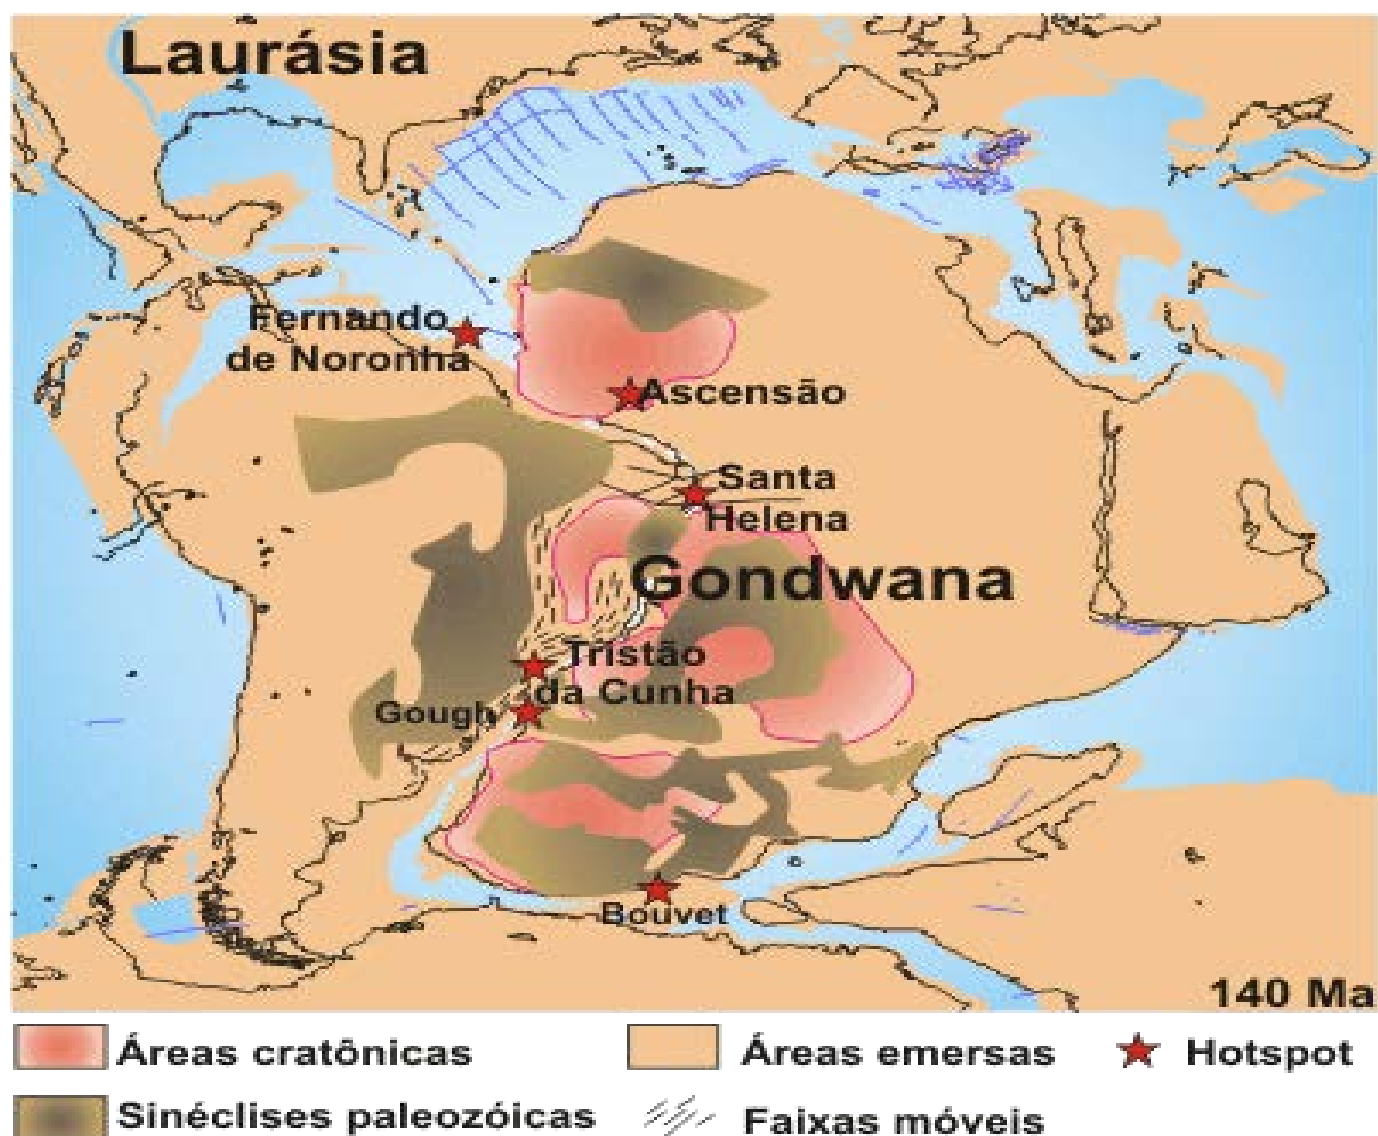 Laurásia
Fernando
de Noronha
Ascensão
Santa
Helena
Gondwana
Tristão
da Cunha
Gough
Bouvet
140 Ma
Áreas cratônicas
Áreas emersas
Hotspot
Sinéclises paleozóicas
Faixas móveis